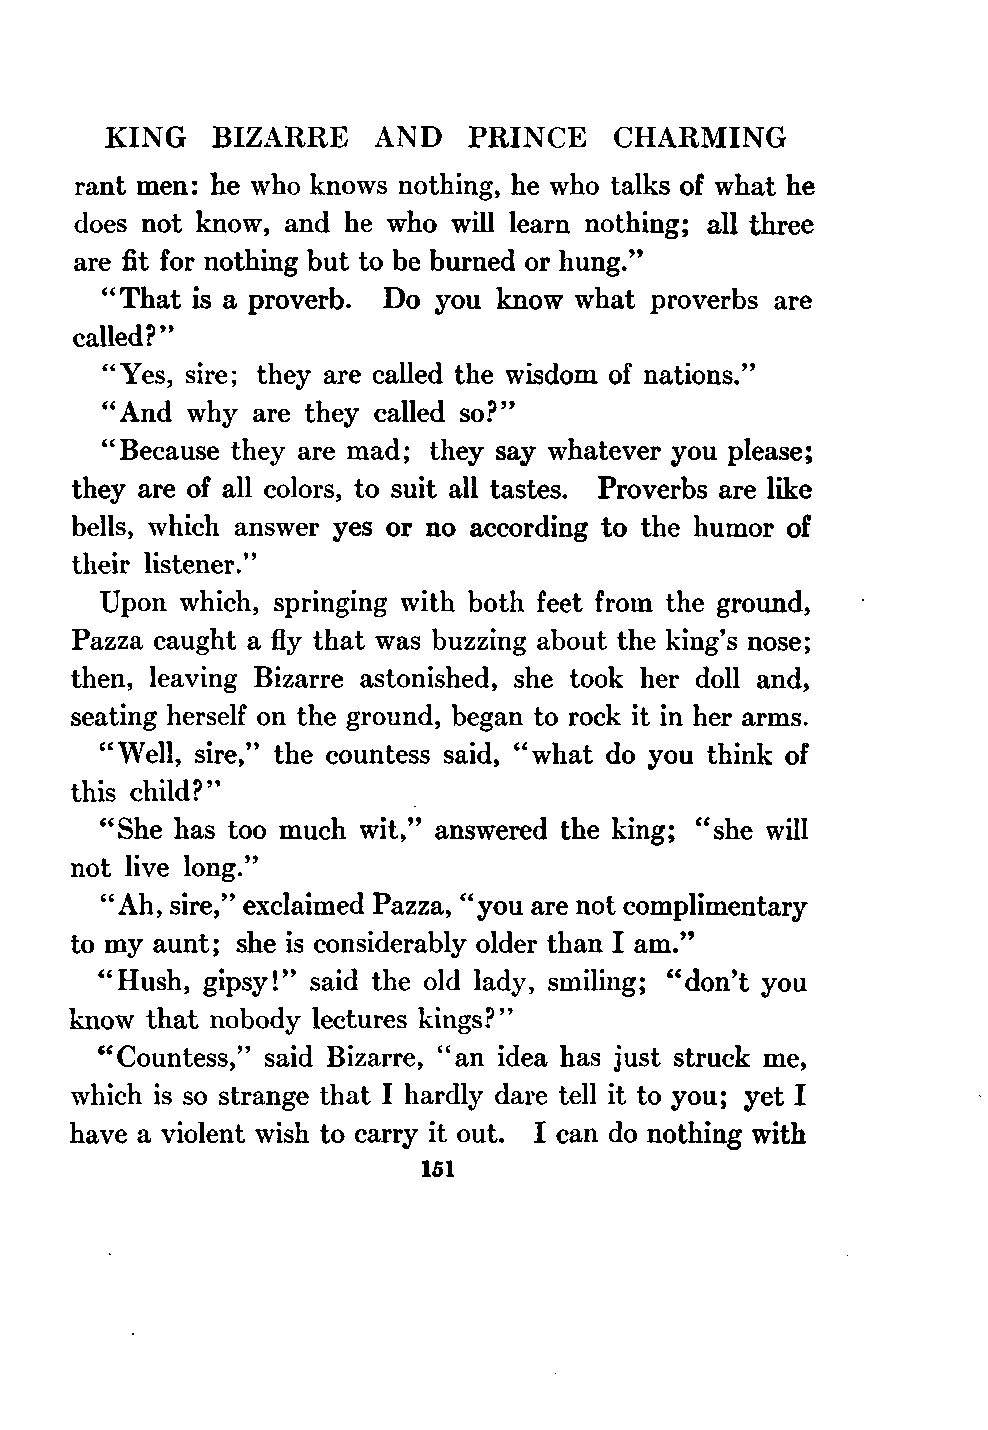 KING BIZARRE AND PRINCE CHARMING
rant men: he who knows nothing, he who talks of what he
does not know, and he who will learn nothing; all three
are fit for nothing but to be burned or hung.”
“That is a proverb. Do you know what proverbs are
called?”
“Yes, sire; they are called the wisdom of nations.”
“And why are they called so?”
“Because they are mad; they say whatever you please;
they are of all colors, to suit all tastes. Proverbs are like
bells, which answer yes or no according to the humor of
their listener.”
Upon which, springing with both feet from the ground,
Pazza caught a fly that was buzzing about the king’s nose;
then, leaving Bizarre astonished, she took her doll and,
seating herself on the ground, began to rock it in her arms.
“Well, sire,” the countess said, “what do you think of
this child?”
“She has too much wit,” answered the king; “she will
not live long.”
“Ah, sire,” exclaimed Pazza, “you are not complimentary
to my aunt; she is considerably older than I am.”
“Hush, gipsy!” said the old lady, smiling; “don’t you
know that nobody lectures kings?”
“Countess,” said Bizarre, “an idea has just struck me,
which is so strange that I hardly dare tell it to you; yet I
have a violent wish to carry it out. I can do nothing with
151